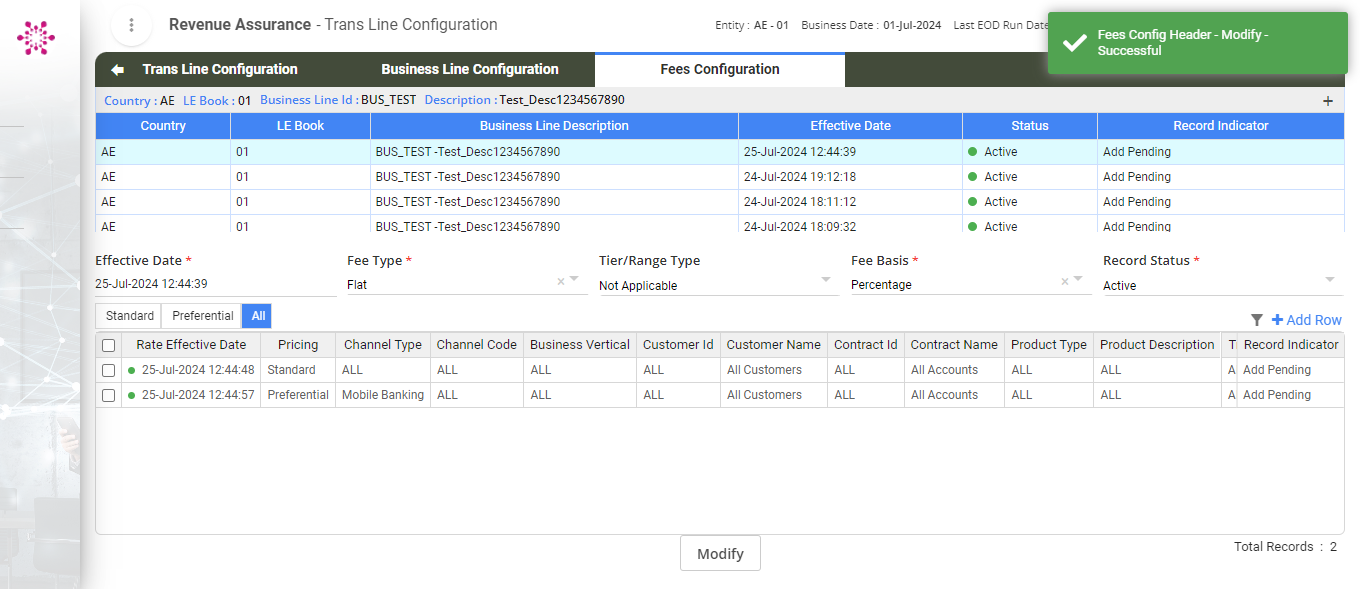 Revenue Assurance - Trans Line Configuration
Entity : AE - 01 Business Date : 01-Jul-2024 Last EOD Run Date
Fees Config Header - Modify -
Successful
Trans Line Configuration Business Line Configuration Fees Configuration
Country : AE LE Book : 01 Business Line Id : BUS_TEST Description : Test_Desc1234567890 +
Country LE Book Business Line Description Effective Date Status Record Indicator
AE 01 BUS_TEST -Test_Desc1234567890 25-Jul-2024 12:44:39 Active Add Pending
AE 01 BUS_TEST -Test_Desc1234567890 24-Jul-2024 19:12:18 Active Add Pending
AE 01 BUS_TEST -Test_Desc1234567890 24-Jul-2024 18:11:12 Active Add Pending
AE 01 BUS_TEST -Test_Desc1234567890 24-Jul-2024 18:09:32 Active Add Pending
Effective Date * Fee Type * Tier/Range Type Fee Basis * Record Status *
25-Jul-2024 12:44:39 Flat × Not Applicable Percentage × Active
Standard Preferential All + Add Row
Rate Effective Date Pricing Channel Type Channel Code Business Vertical Customer Id Customer Name Contract Id Contract Name Product Type Product Description T Record Indicator
25-Jul-2024 12:44:48 Standard ALL ALL ALL ALL All Customers ALL All Accounts ALL ALL A Add Pending
25-Jul-2024 12:44:57 Preferential Mobile Banking ALL ALL ALL All Customers ALL All Accounts ALL ALL A Add Pending
Modify
Total Records : 2